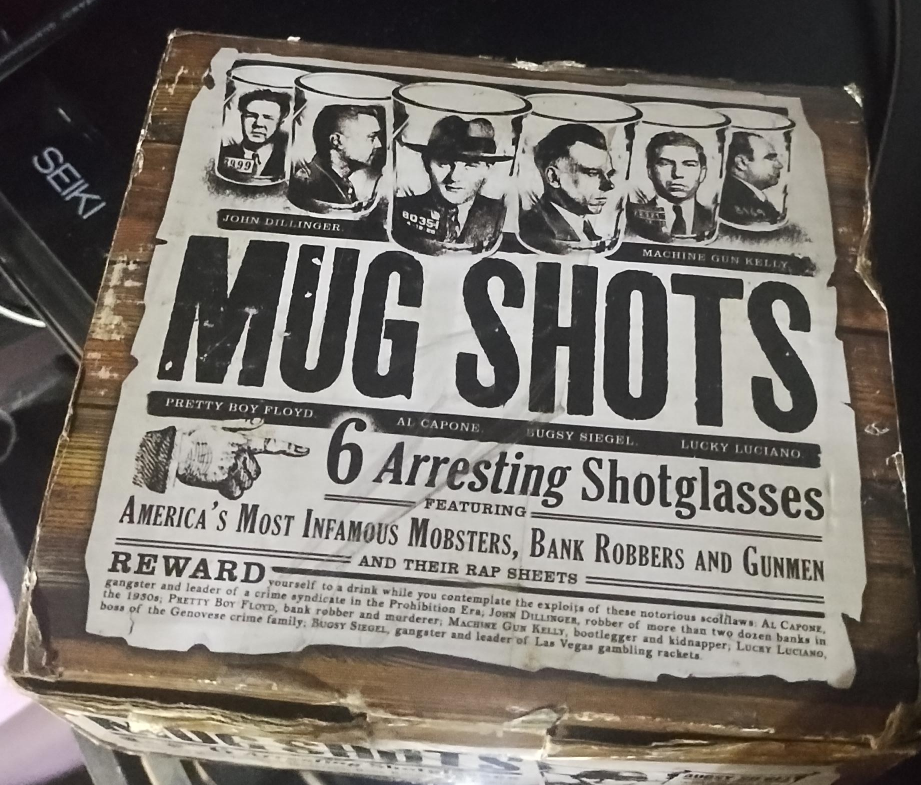 SEIKI
JOHN DILLINGER.
MACHINE GUN KELLY.
MUG SHOTS
PRETTY BOY FLOYD. AL CAPONE. BUGSY SIEGEL. LUCKY LUCIANO.
6 Arresting Shotglasses
FEATURING
AMERICA'S MOST INFAMOUS MOBSTERS, BANK ROBBERS AND GUNMEN
AND THEIR RAP SHEETS
REWARD yourself to a drink while you contemplate the exploits of these notorious scofflaws: AL CAPONE,
gangster and leader of a crime syndicate in the Prohibition Era; JOHN DILLINGER, robber of more than two dozen banks in
the 1930s; PRETTY BOY FLOYD, bank robber and murderer; MACHINE GUN KELLY, bootlegger and kidnapper; LUCKY LUCIANO,
boss of the Genovese crime family; BUGSY SIEGEL, gangster and leader of Las Vegas gambling rackets.
MUG SHOTS